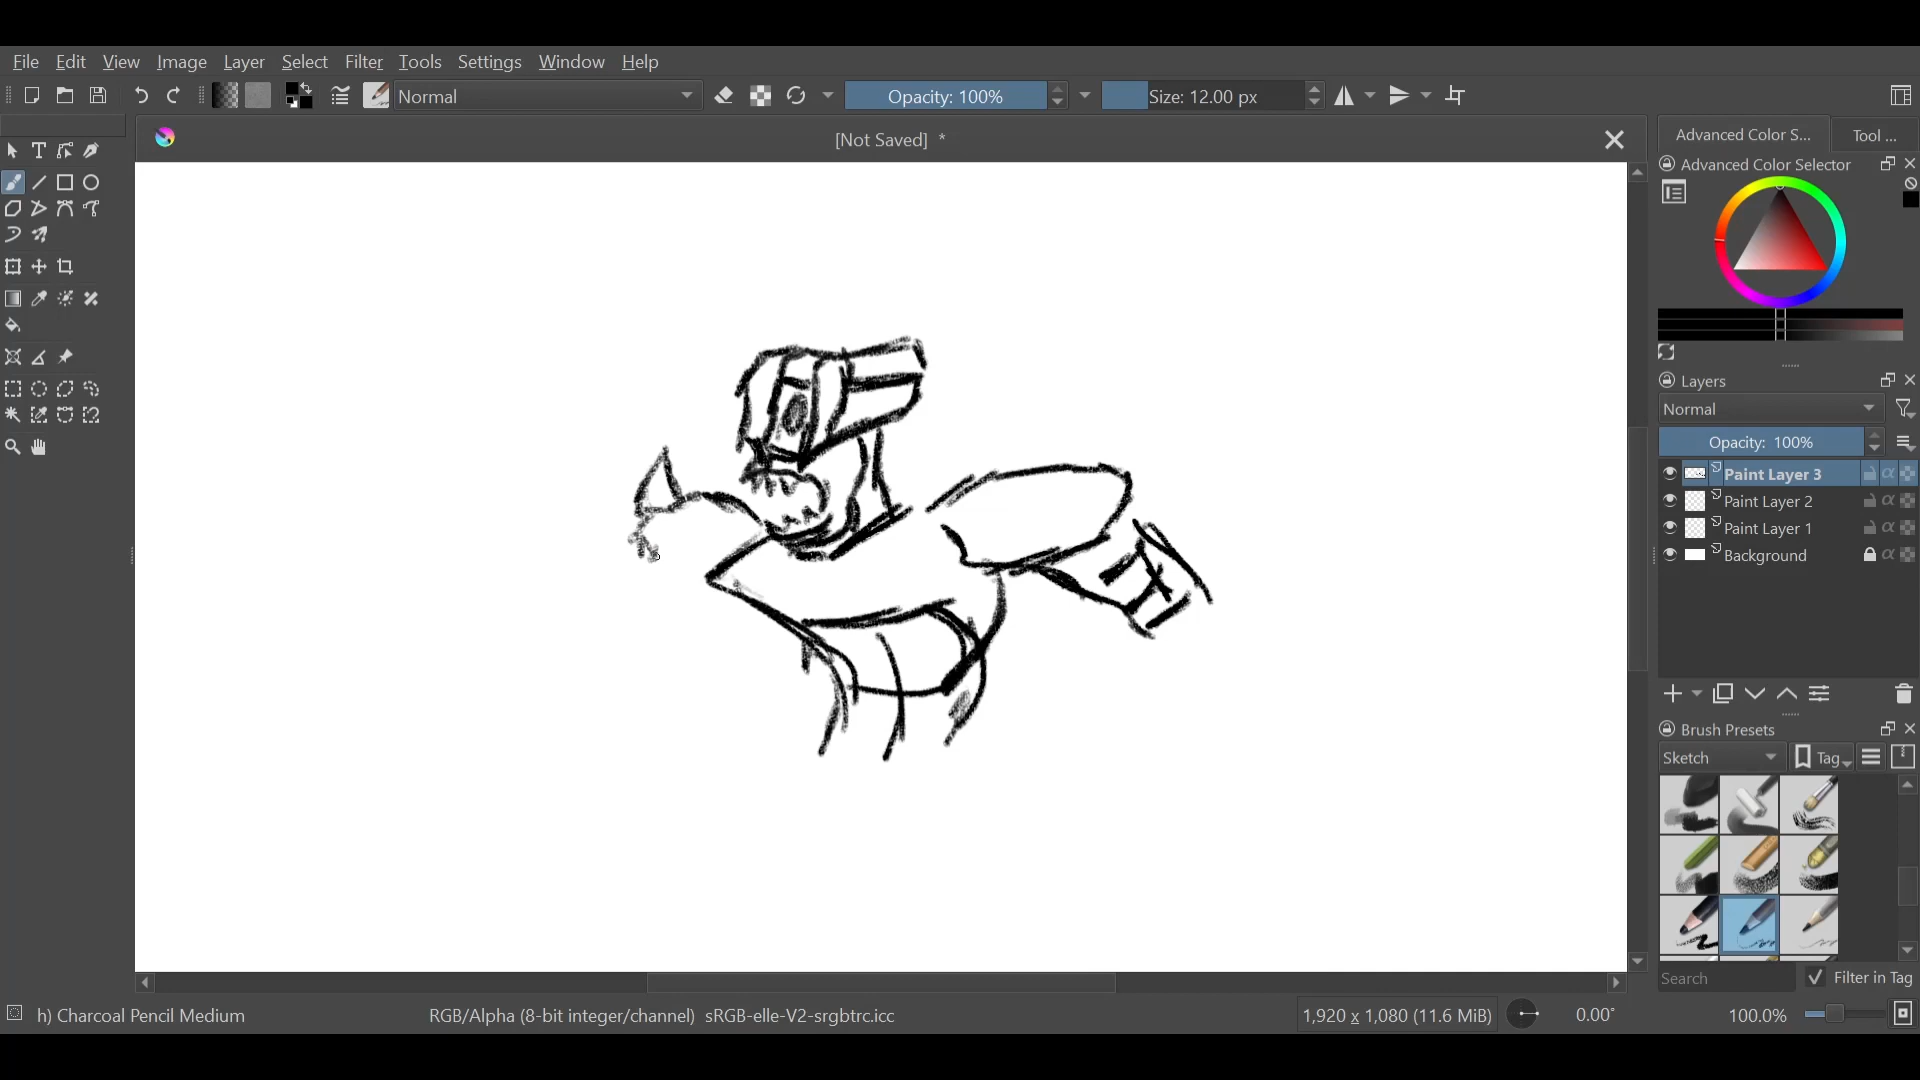 File Edit View Image Layer Select Filter Tools Settings Window Help
Normal Opacity: 100% Size: 12.00 px
[Not Saved] *
Advanced Color S... Tool ...
Advanced Color Selector
Layers
Normal
Opacity: 100%
Paint Layer 3
Paint Layer 2
Paint Layer 1
Background
Brush Presets
Sketch Tag
Search Filter in Tag
h) Charcoal Pencil Medium RGB/Alpha (8-bit integer/channel) sRGB-elle-V2-srgbtrc.icc 1,920 x 1,080 (11.6 MiB) 0.00° 100.0%